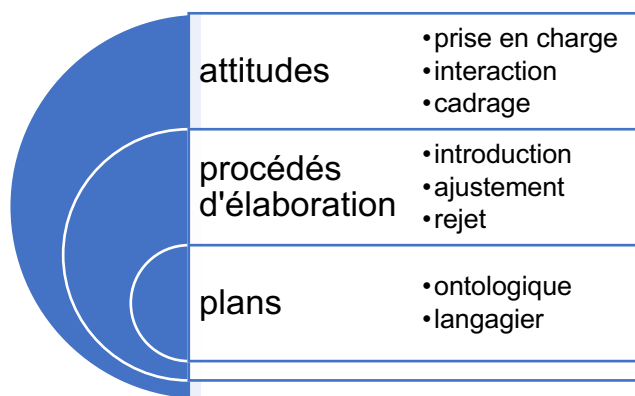 attitudes
•prise en charge
•interaction
•cadrage
procédés
d'élaboration
•introduction
•ajustement
•rejet
plans
•ontologique
•langagier